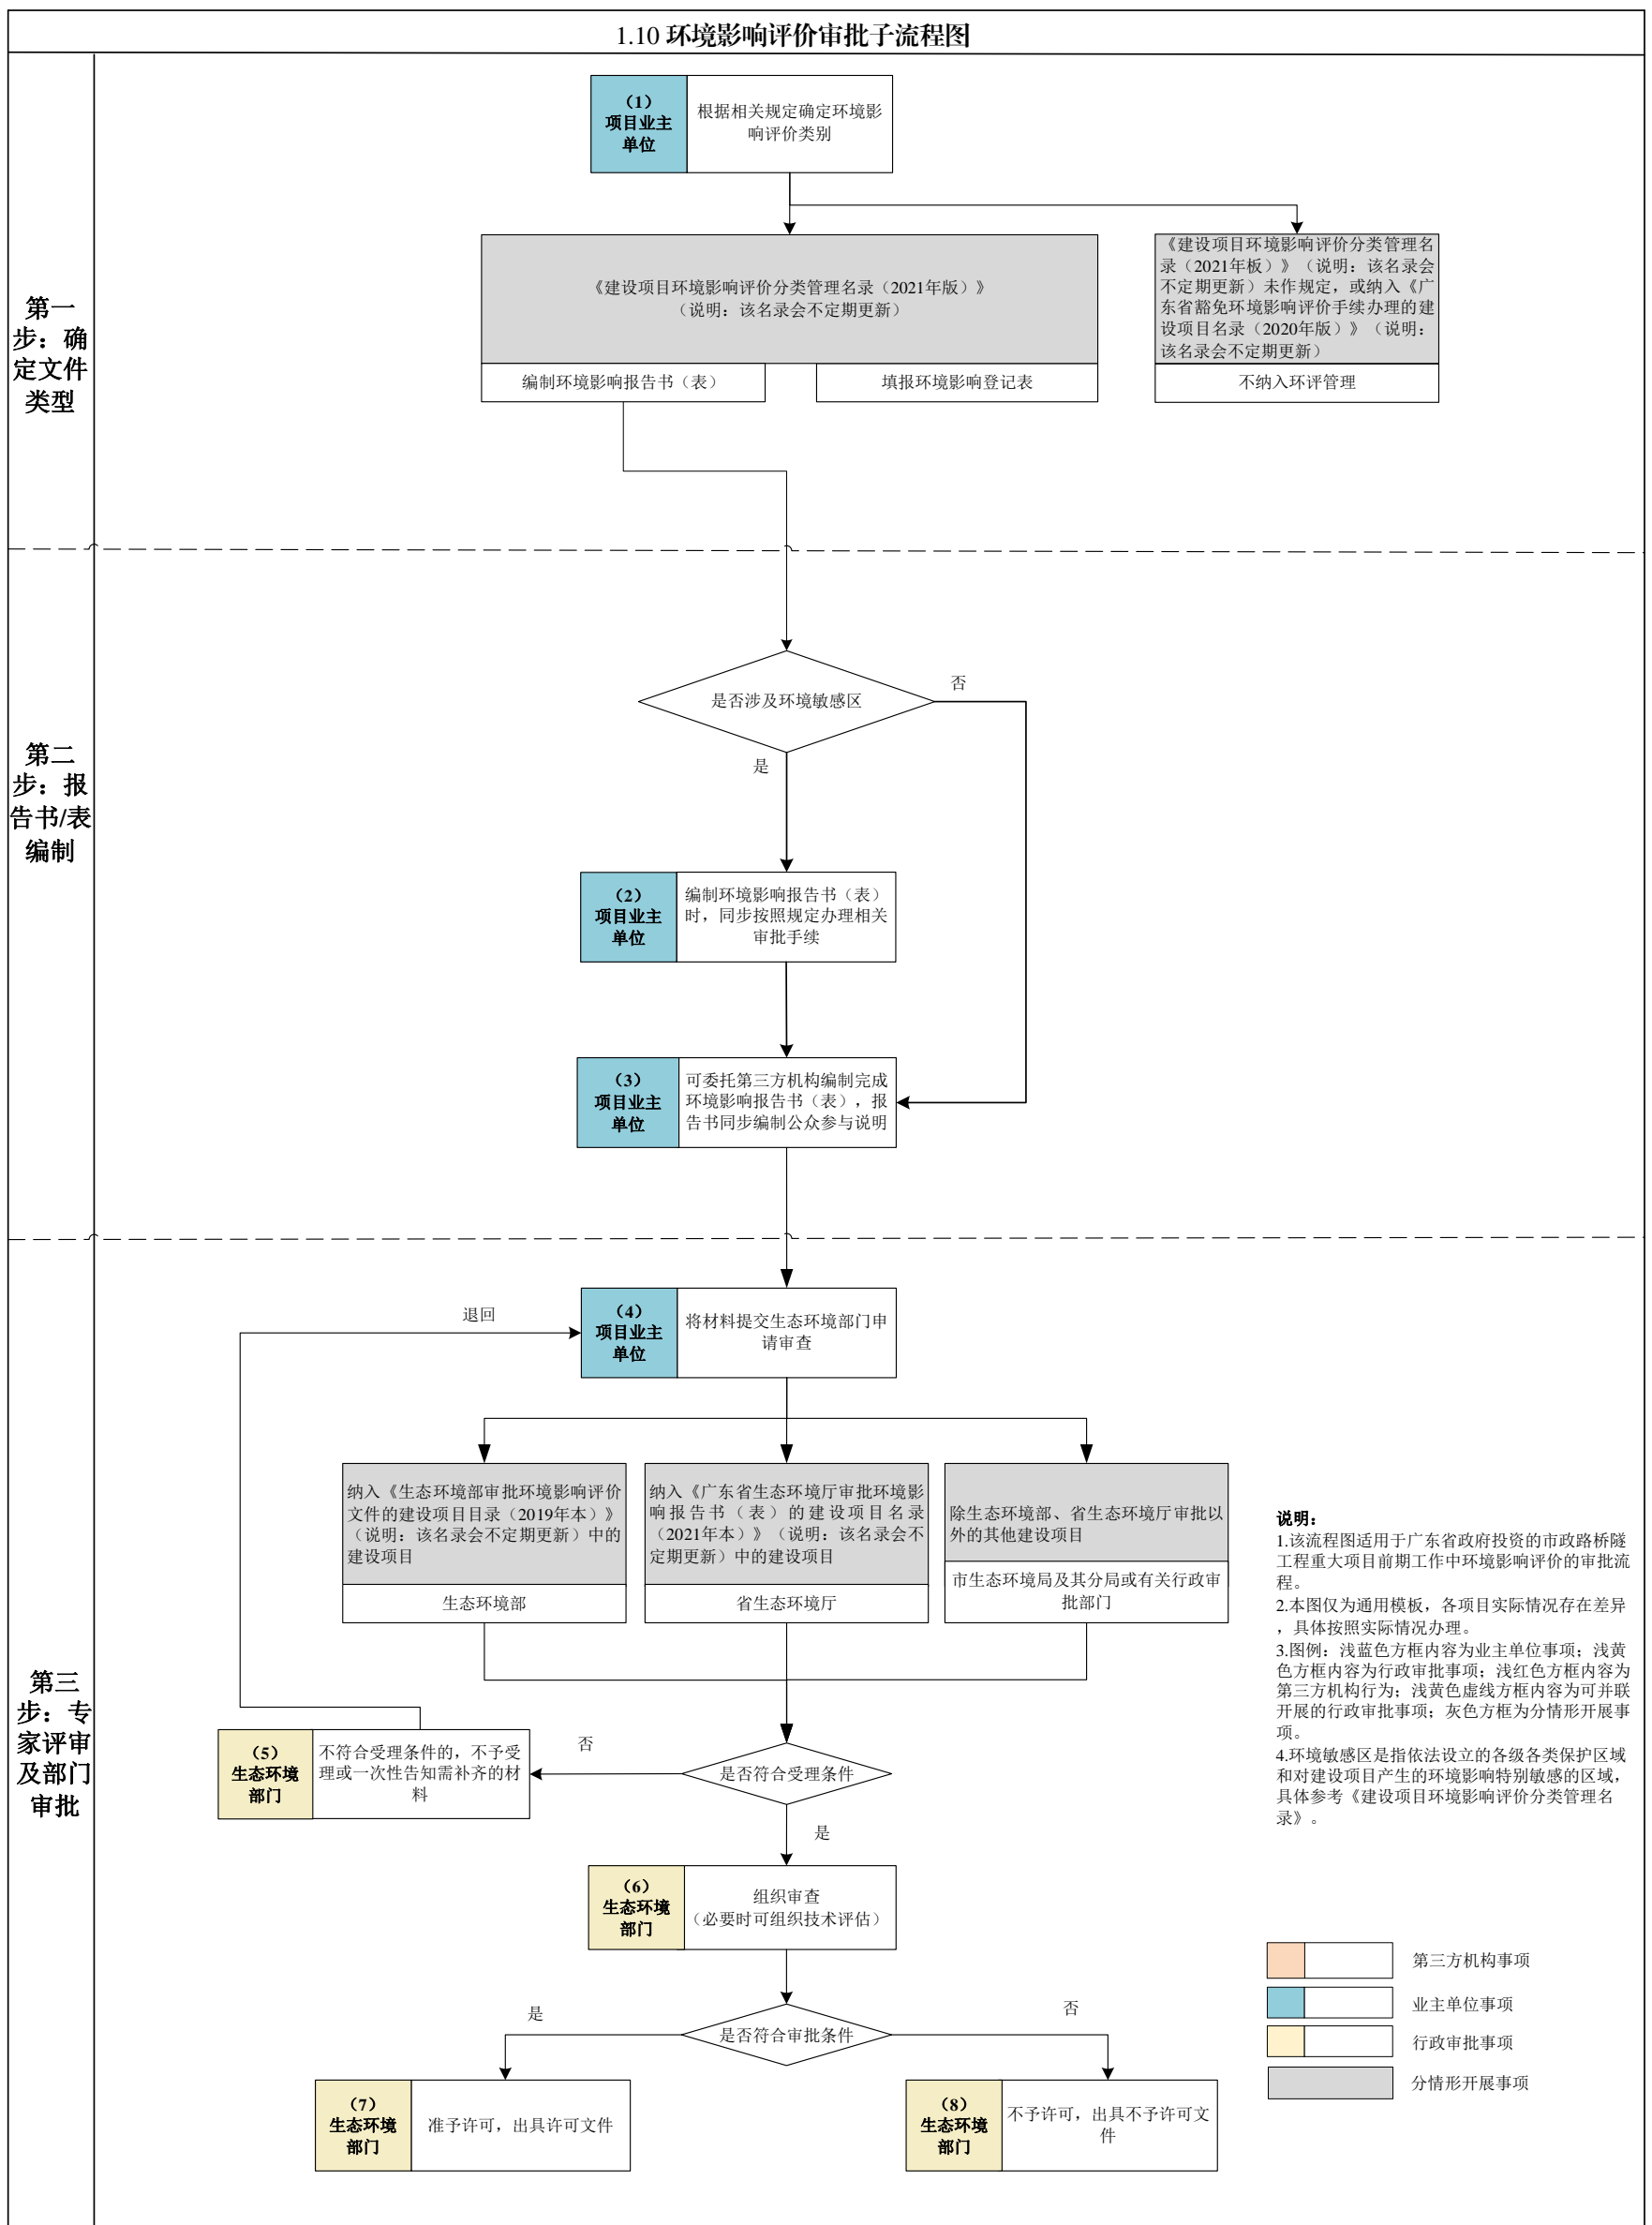 1.10 环境影响评价审批子流程图
第一
步：确
定文件
类型
（1）
项目业主
单位
根据相关规定确定环境影
响评价类别
《建设项目环境影响评价分类管理名录（2021年版）》
（说明：该名录会不定期更新）
编制环境影响报告书（表）
填报环境影响登记表
《建设项目环境影响评价分类管理名
录（2021年板）》（说明：该名录会
不定期更新）未作规定，或纳入《广
东省豁免环境影响评价手续办理的建
设项目名录（2020年版）》（说明：
该名录会不定期更新）
不纳入环评管理
第二
步：报
告书/表
编制
是否涉及环境敏感区
否
是
（2）
项目业主
单位
编制环境影响报告书（表）
时，同步按照规定办理相关
审批手续
（3）
项目业主
单位
可委托第三方机构编制完成
环境影响报告书（表），报
告书同步编制公众参与说明
第三
步：专
家评审
及部门
审批
退回
（4）
项目业主
单位
将材料提交生态环境部门申
请审查
纳入《生态环境部审批环境影响评价
文件的建设项目目录（2019年本）》
（说明：该名录会不定期更新）中的
建设项目
生态环境部
纳入《广东省生态环境厅审批环境影
响报告书（表）的建设项目名录
（2021年本）》（说明：该名录会不
定期更新）中的建设项目
省生态环境厅
除生态环境部、省生态环境厅审批以
外的其他建设项目
市生态环境局及其分局或有关行政审
批部门
是否符合受理条件
否
是
（5）
生态环境
部门
不符合受理条件的，不予受
理或一次性告知需补齐的材
料
（6）
生态环境
部门
组织审查
（必要时可组织技术评估）
是否符合审批条件
是
否
（7）
生态环境
部门
准予许可，出具许可文件
（8）
生态环境
部门
不予许可，出具不予许可文
件
说明：
1.该流程图适用于广东省政府投资的市政路桥隧
工程重大项目前期工作中环境影响评价的审批流
程。
2.本图仅为通用模板，各项目实际情况存在差异
，具体按照实际情况办理。
3.图例：浅蓝色方框内容为业主单位事项；浅黄
色方框内容为行政审批事项；浅红色方框内容为
第三方机构行为；浅黄色虚线方框内容为可并联
开展的行政审批事项；灰色方框为分情形开展事
项。
4.环境敏感区是指依法设立的各级各类保护区域
和对建设项目产生的环境影响特别敏感的区域，
具体参考《建设项目环境影响评价分类管理名
录》。
第三方机构事项
业主单位事项
行政审批事项
分情形开展事项